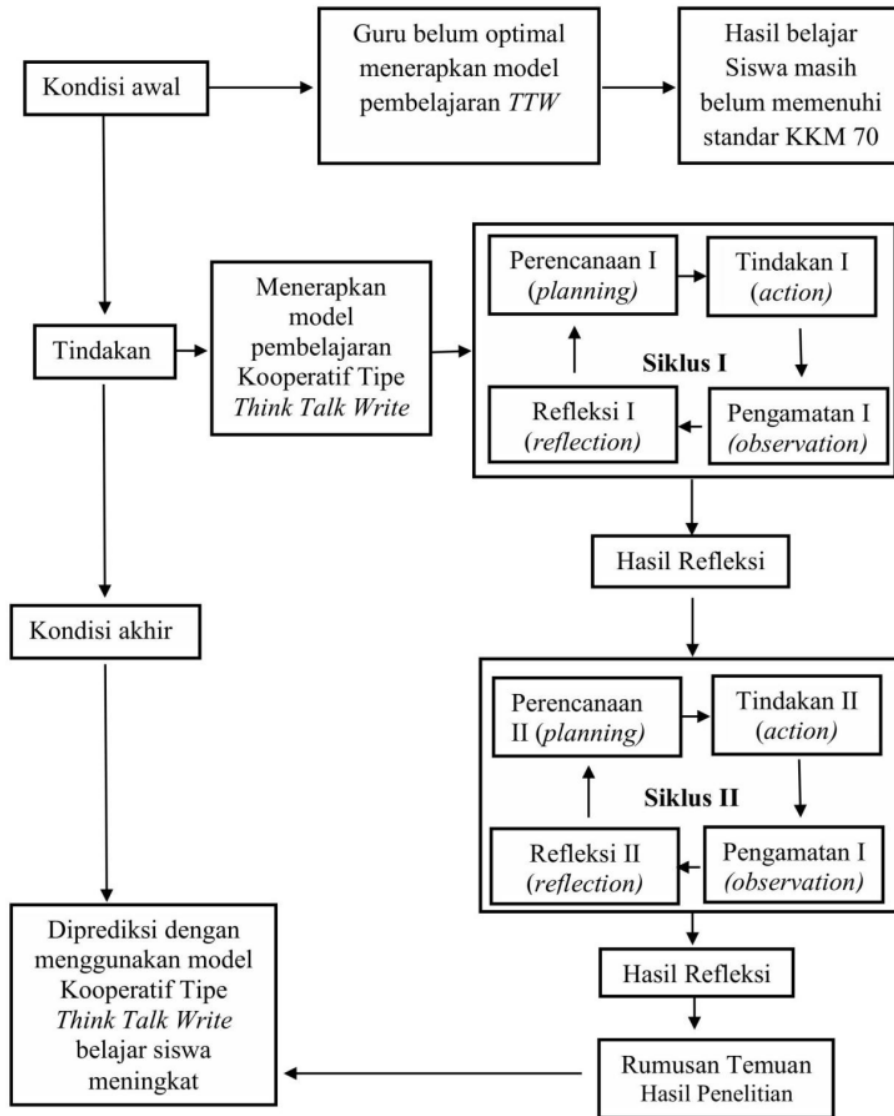 Kondisi awal
Guru belum optimal
menerapkan model
pembelajaran TTW
Hasil belajar
Siswa masih
belum memenuhi
standar KKM 70
Tindakan
Menerapkan
model
pembelajaran
Kooperatif Tipe
Think Talk Write
Perencanaan I
(planning)
Tindakan I
(action)
Siklus I
Refleksi I
(reflection)
Pengamatan I
(observation)
Hasil Refleksi
Kondisi akhir
Perencanaan
II (planning)
Tindakan II
(action)
Siklus II
Refleksi II
(reflection)
Pengamatan I
(observation)
Hasil Refleksi
Rumusan Temuan
Hasil Penelitian
Diprediksi dengan
menggunakan model
Kooperatif Tipe
Think Talk Write
belajar siswa
meningkat